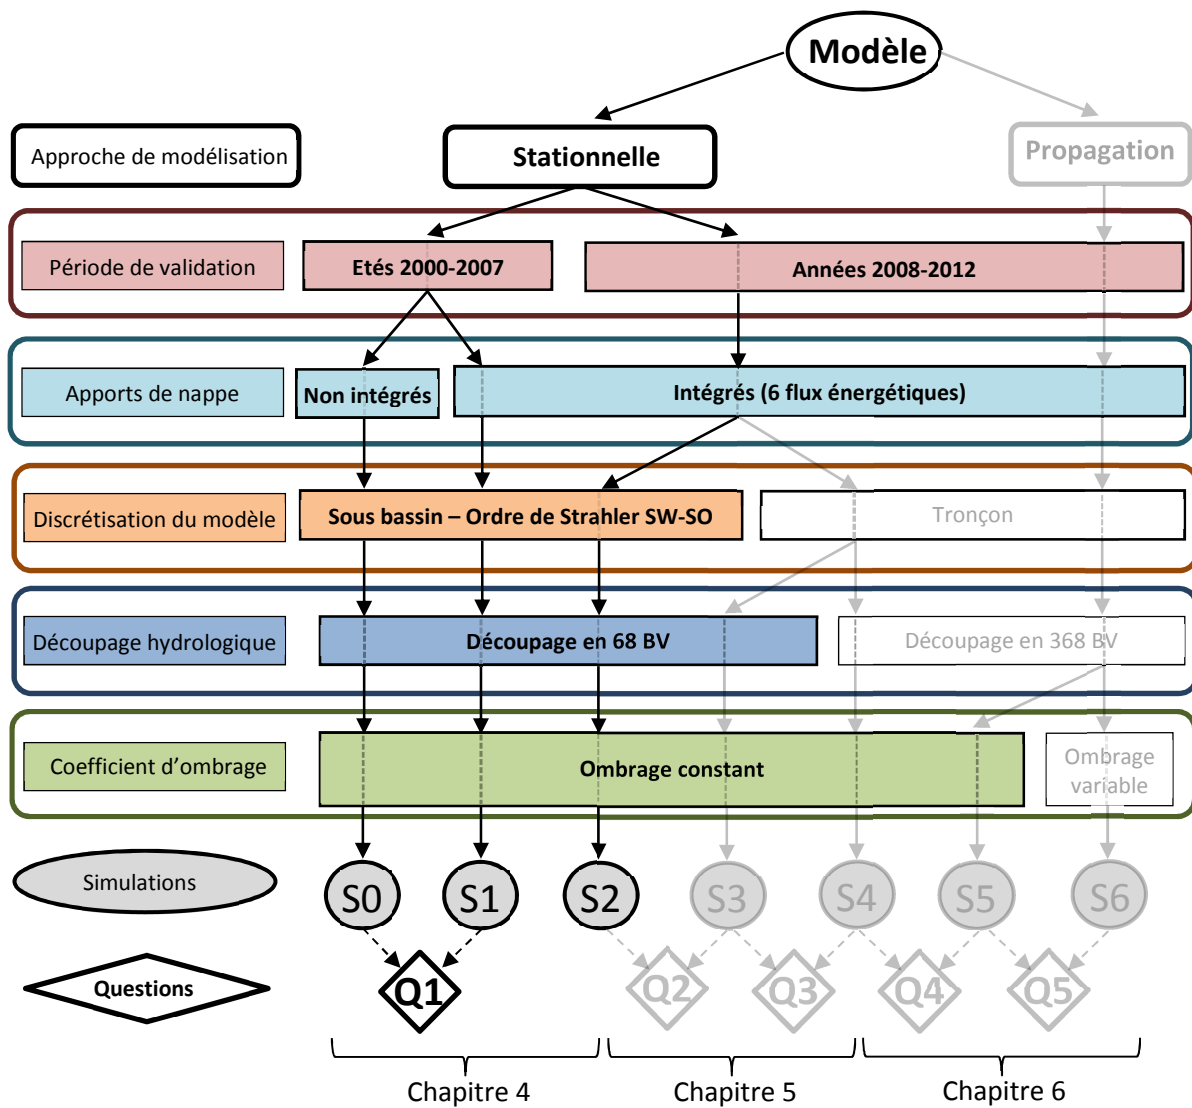 Modèle
Approche de modélisation
Stationnelle
Propagation
Période de validation
Etés 2000-2007
Années 2008-2012
Apports de nappe
Non intégrés
Intégrés (6 flux énergétiques)
Discrétisation du modèle
Sous bassin – Ordre de Strahler SW-SO
Tronçon
Découpage hydrologique
Découpage en 68 BV
Découpage en 368 BV
Coefficient d’ombrage
Ombrage constant
Ombrage
variable
Simulations
S0
S1
S2
S3
S4
S5
S6
Questions
Q1
Q2
Q3
Q4
Q5
Chapitre 4
Chapitre 5
Chapitre 6